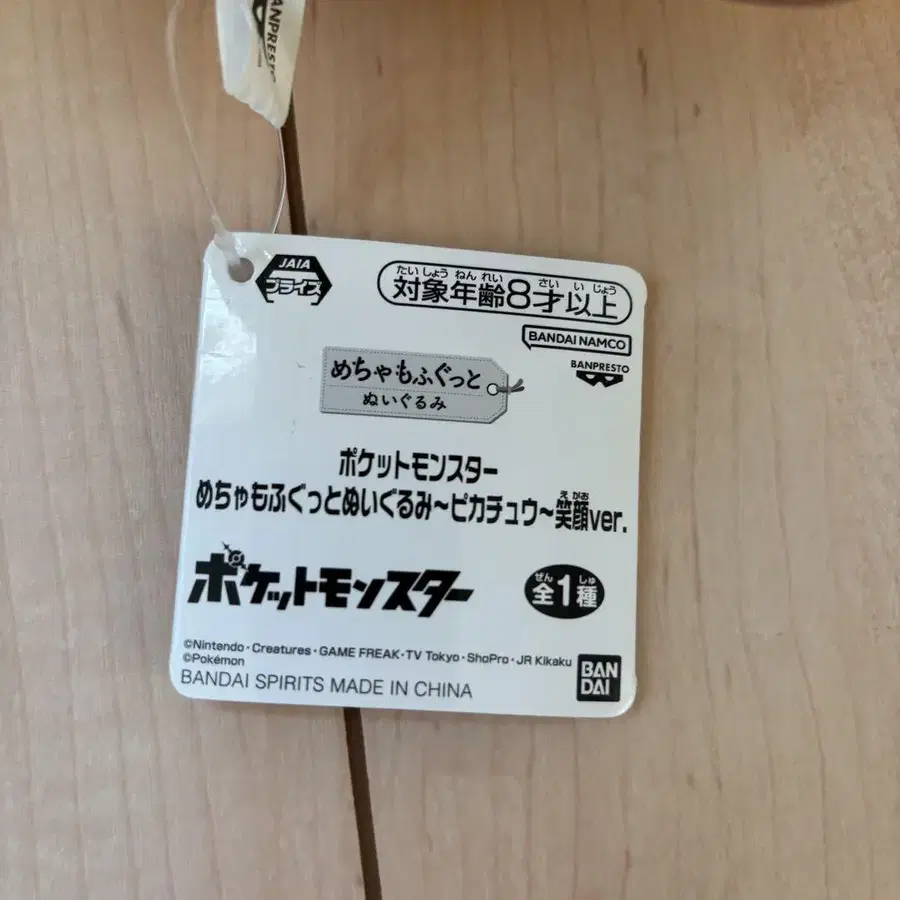 BANPRESTO
JAIA
プライズ
たいしょうねんれい さい いじょう
対象年齢8才以上
BANDAI NAMCO
BANPRESTO
めちゃもふぐっと
ぬいぐるみ
ポケットモンスター
えがお
めちゃもふぐっとぬいぐるみ~ピカチュウ~笑顔ver.
ポケットモンスター
ぜん しゅ
全1種
©Nintendo・Creatures・GAME FREAK・TV Tokyo・ShoPro・JR Kikaku
©Pokémon
BANDAI SPIRITS MADE IN CHINA
BAN
DAI